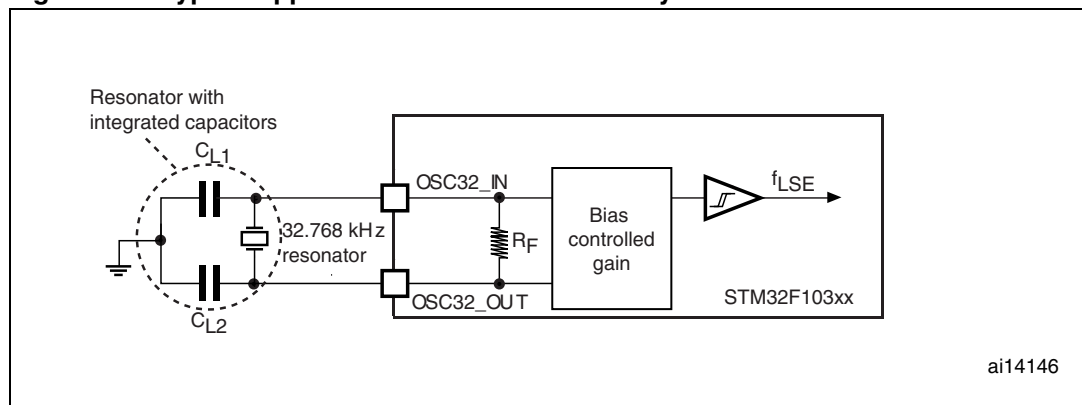 Resonator with
integrated capacitors
CL1
OSC32_IN
fLSE
32.768 kHz
resonator
RF
Bias
controlled
gain
STM32F103xx
OSC32_OUT
CL2
ai14146